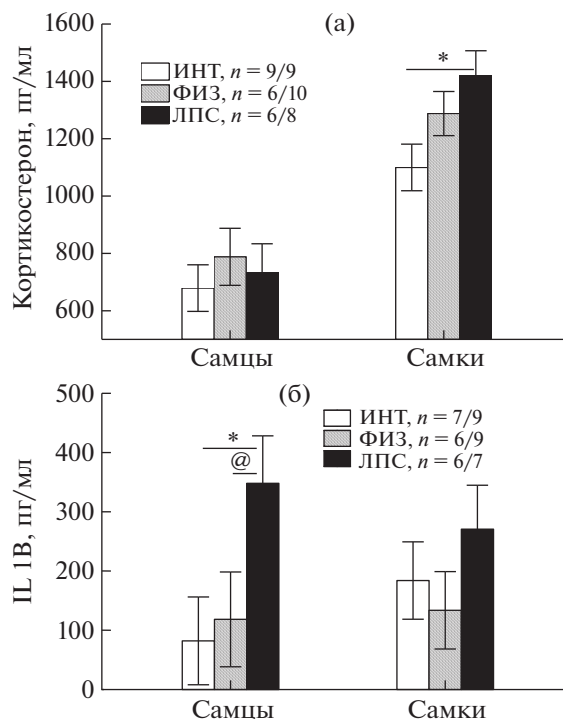 (а)
Кортикостерон, пг/мл
1600
1400
1200
1000
800
600
ИНТ, n = 9/9
ФИЗ, n = 6/10
ЛПС, n = 6/8
*
Самцы
Самки
(б)
IL 1B, пг/мл
500
400
300
200
100
0
ИНТ, n = 7/9
ФИЗ, n = 6/9
ЛПС, n = 6/7
*
@
Самцы
Самки